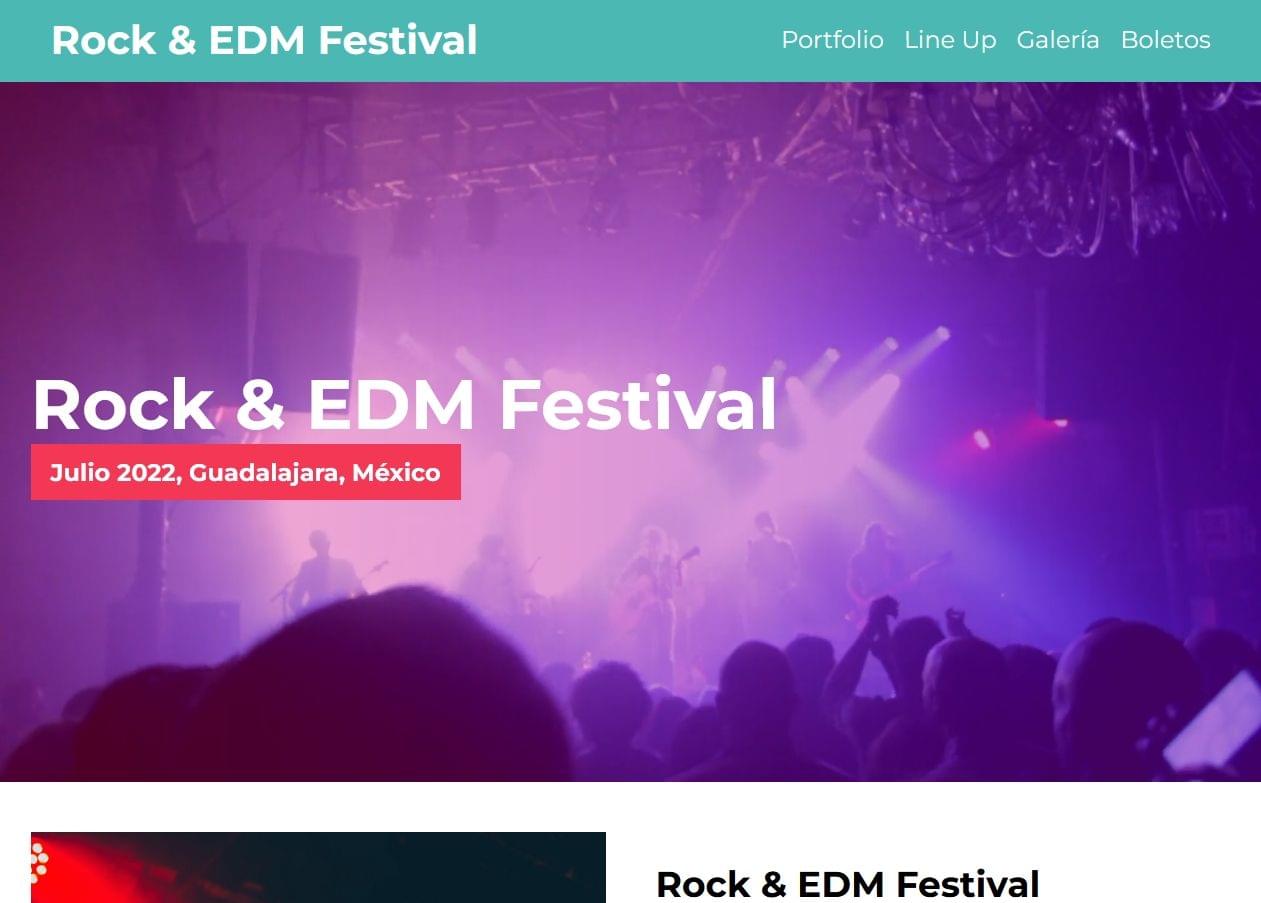 Rock & EDM Festival
Portfolio Line Up Galería Boletos
Rock & EDM Festival
Julio 2022, Guadalajara, México
Rock & EDM Festival